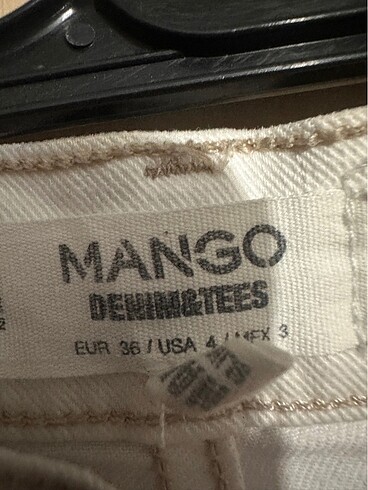 MANGO
DENIM&TEES
EUR 36 / USA 4 / MEX 3